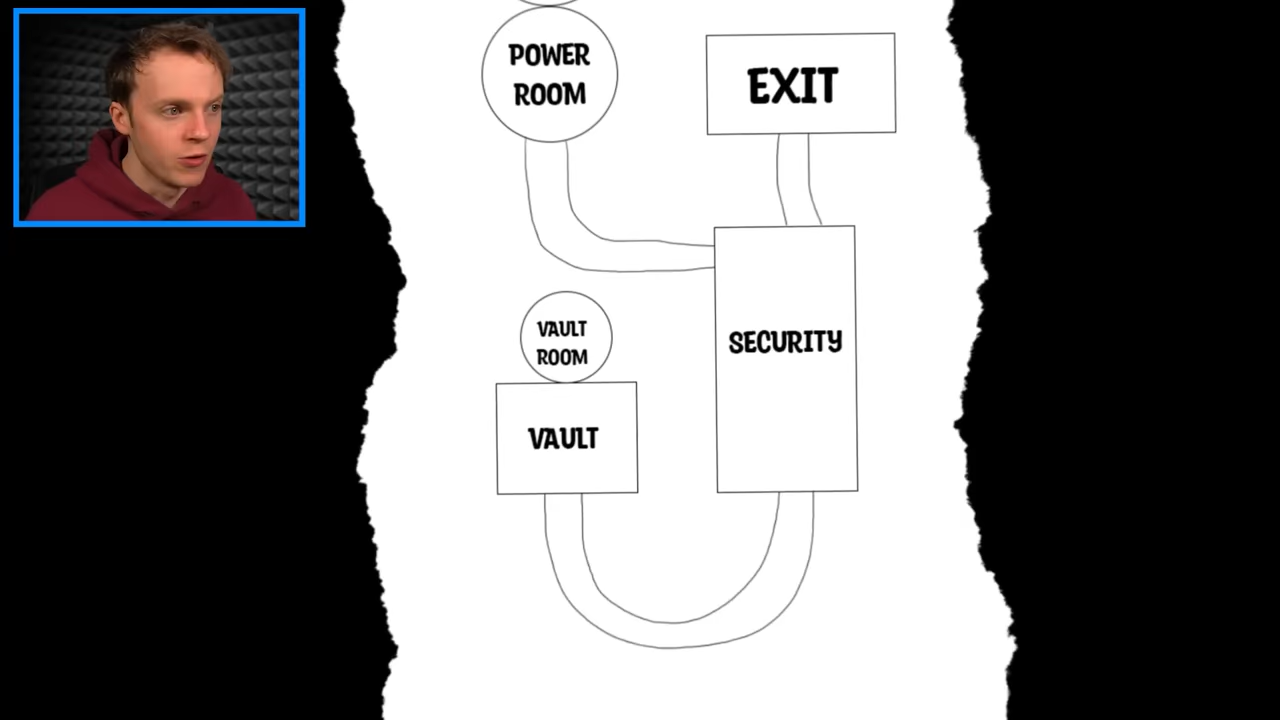 POWER
ROOM
EXIT
SECURITY
VAULT
ROOM
VAULT